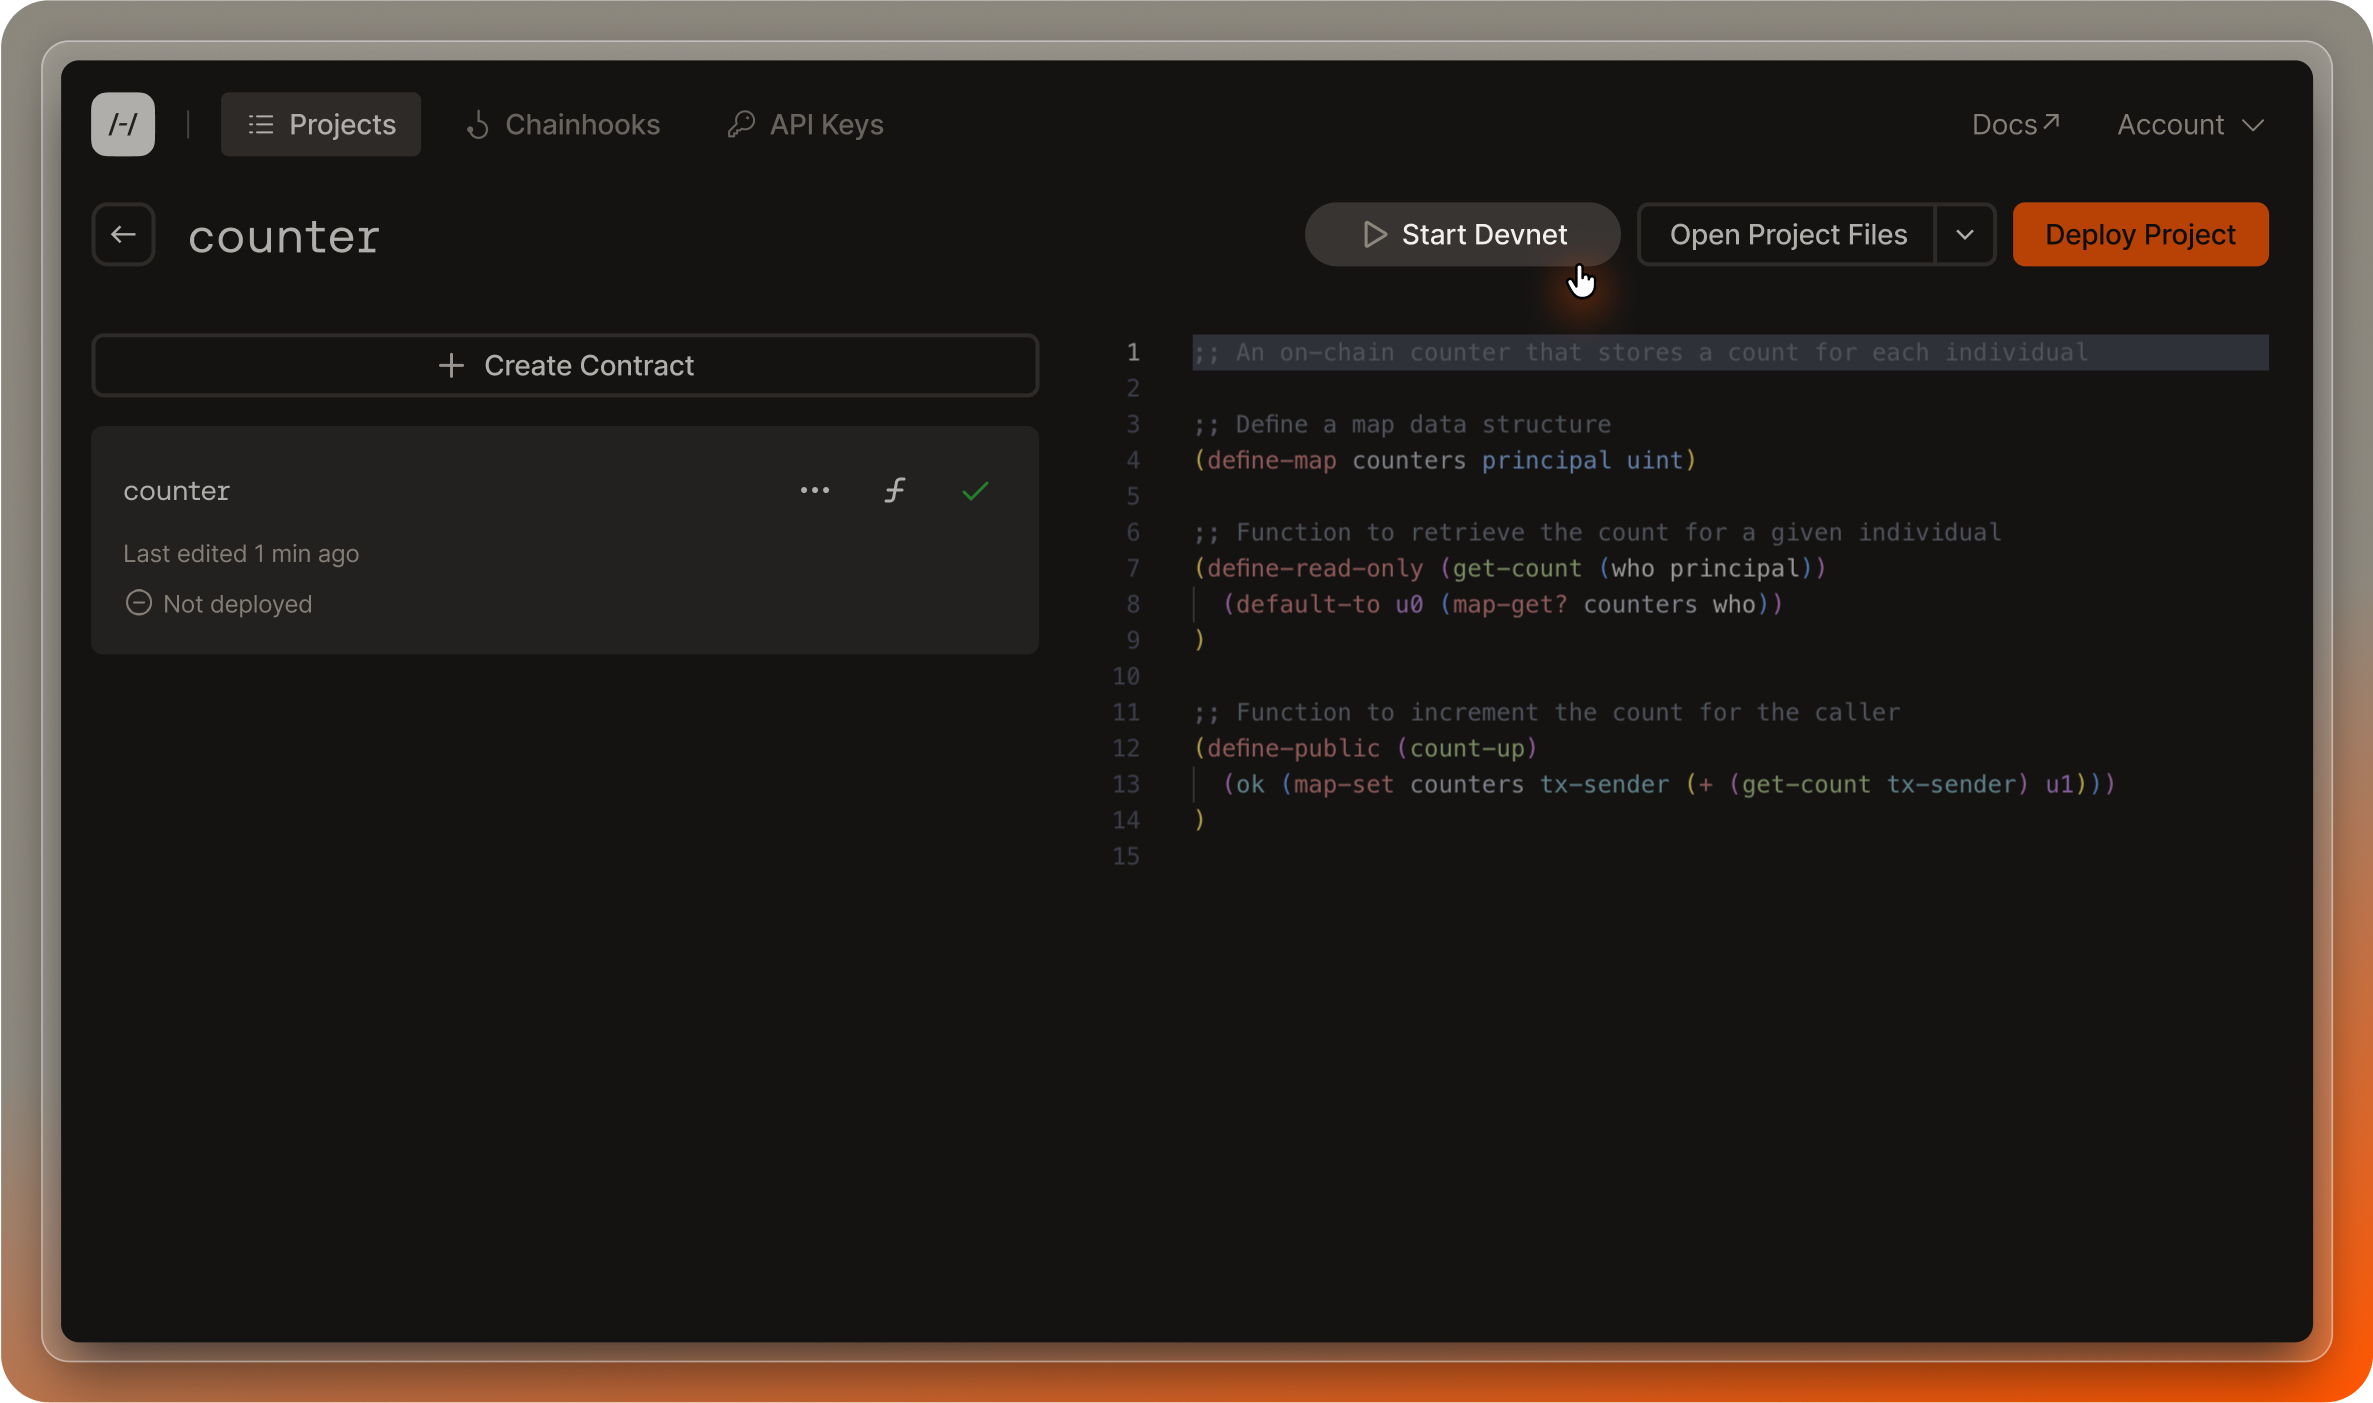 /-/ | Projects Chainhooks API Keys Docs Account
counter Start Devnet Open Project Files Deploy Project
Create Contract
counter ••• ƒ
Last edited 1 min ago
Not deployed
1 ;; An on-chain counter that stores a count for each individual
2
3 ;; Define a map data structure
4 (define-map counters principal uint)
5
6 ;; Function to retrieve the count for a given individual
7 (define-read-only (get-count (who principal))
8 (default-to u0 (map-get? counters who))
9 )
10
11 ;; Function to increment the count for the caller
12 (define-public (count-up)
13 (ok (map-set counters tx-sender (+ (get-count tx-sender) u1)))
14 )
15